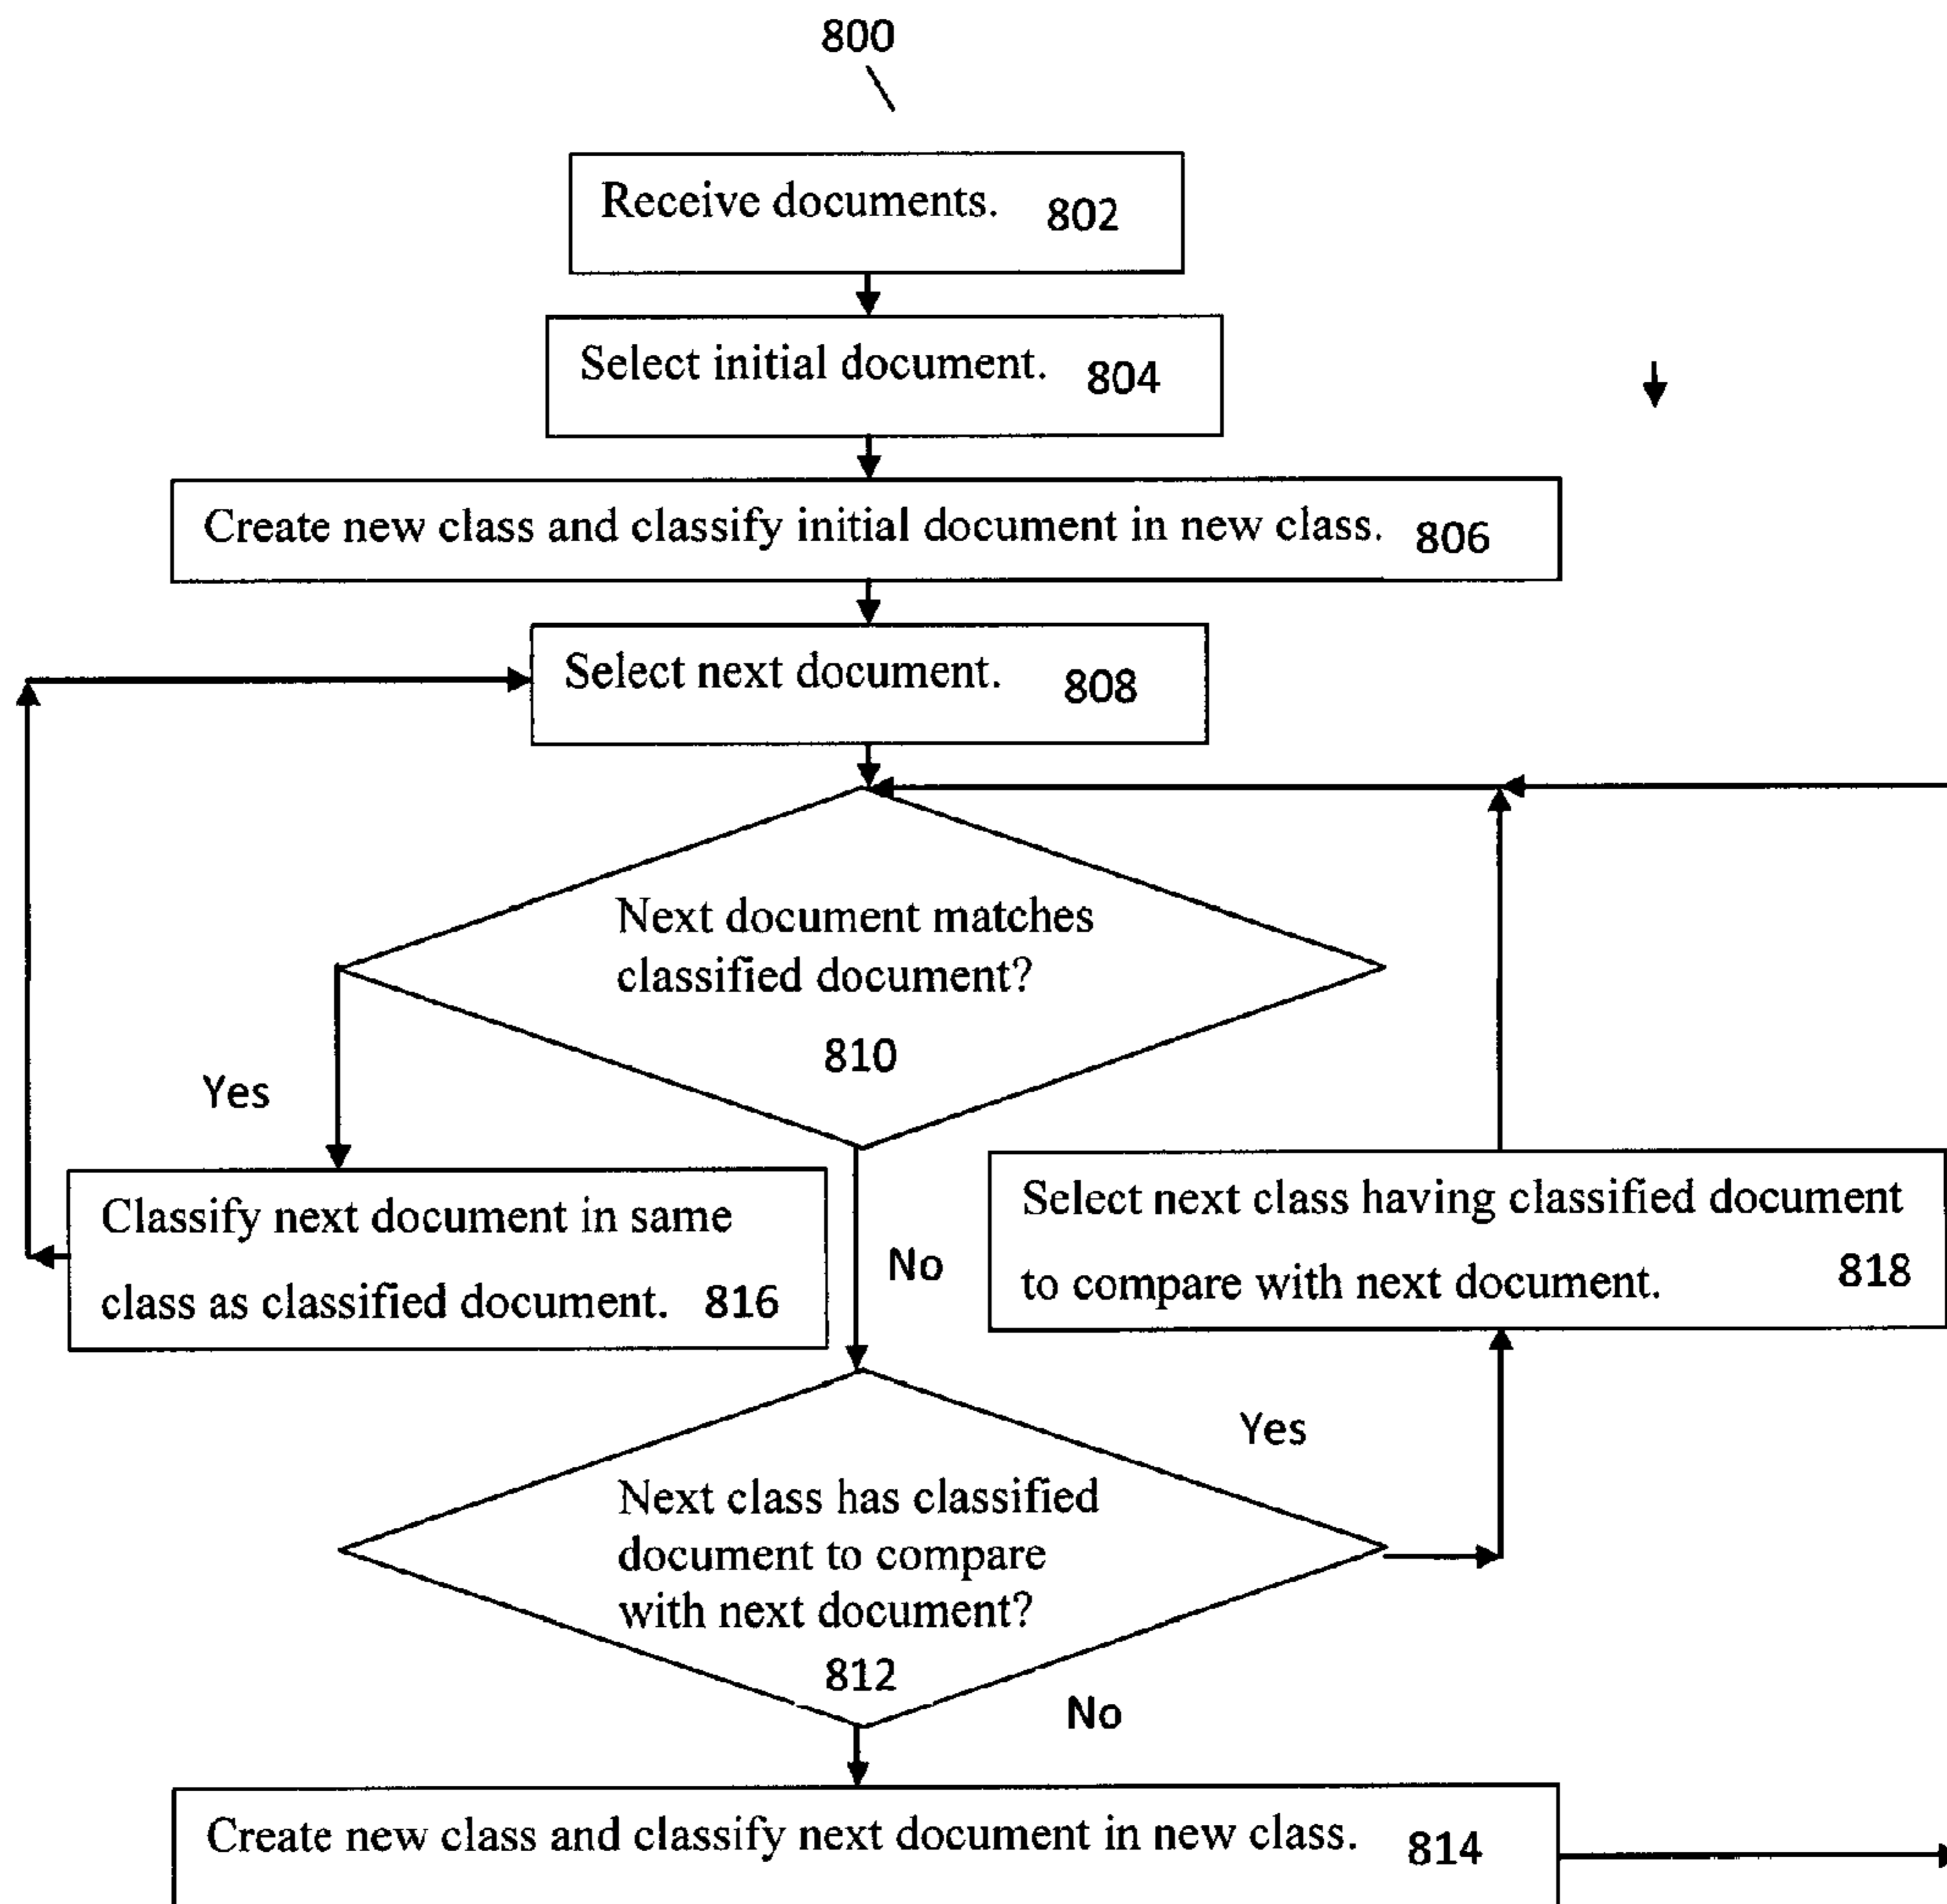 800
Receive documents. 802
Select initial document. 804
Create new class and classify initial document in new class. 806
Select next document. 808
Next document matches
classified document?
810
Yes
No
Classify next document in same
class as classified document. 816
Select next class having classified document
to compare with next document. 818
Yes
Next class has classified
document to compare
with next document?
812
No
Create new class and classify next document in new class. 814